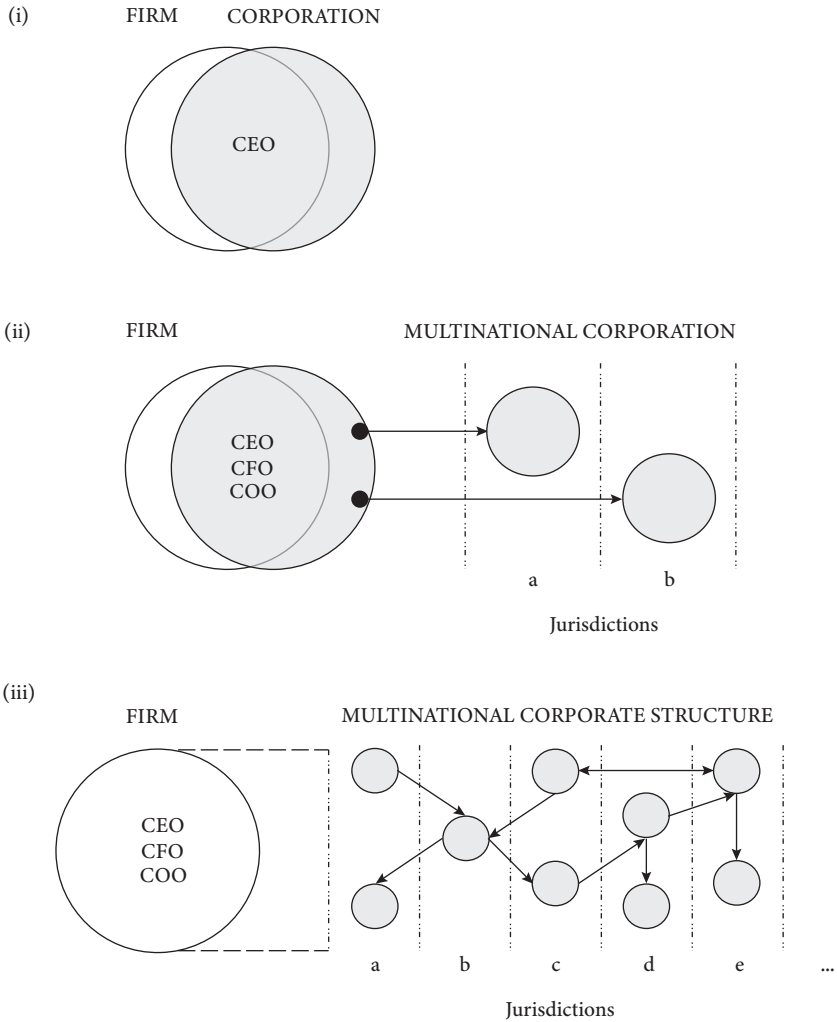 (i)
FIRM CORPORATION
CEO
(ii)
FIRM MULTINATIONAL CORPORATION
CEO
CFO
COO
a b
Jurisdictions
(iii)
FIRM MULTINATIONAL CORPORATE STRUCTURE
CEO
CFO
COO
a b c d e ...
Jurisdictions